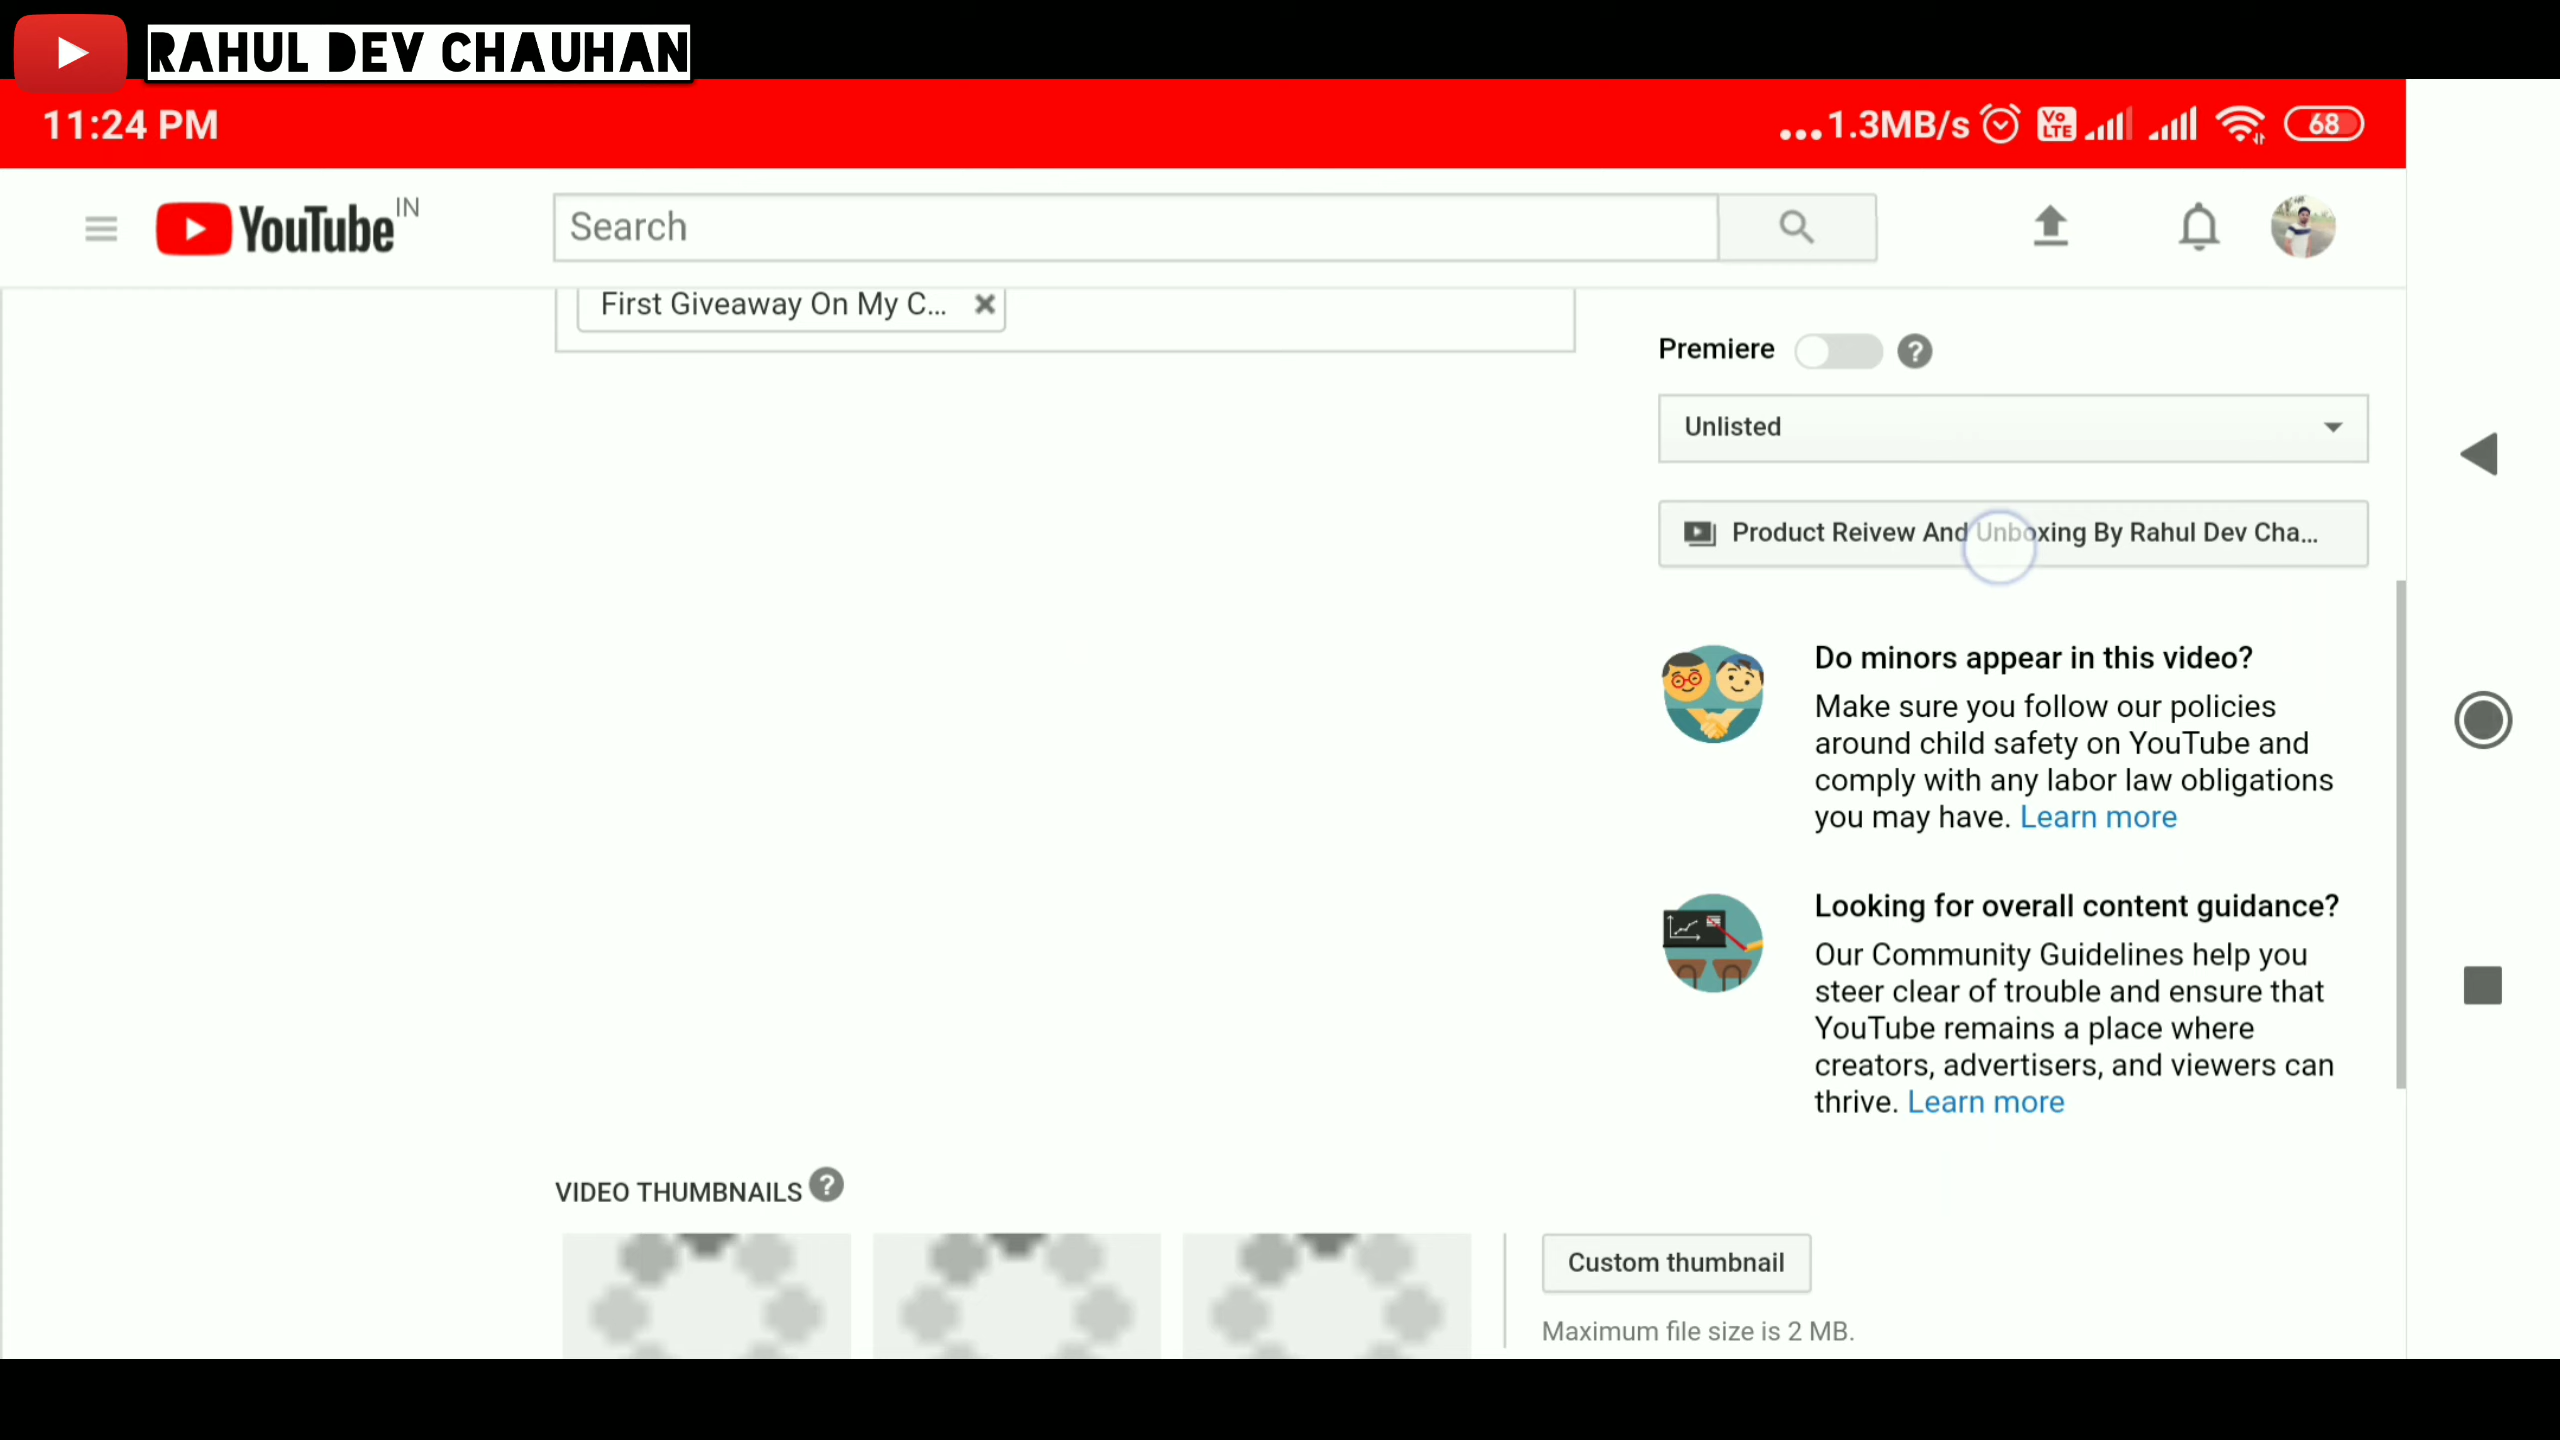 RAHUL DEV CHAUHAN
11:24 PM
...1.3MB/s Vo LTE 68
YouTube IN
Search
First Giveaway On My C...
Premiere
Unlisted
Product Reivew And Unboxing By Rahul Dev Cha...
Do minors appear in this video?
Make sure you follow our policies
around child safety on YouTube and
comply with any labor law obligations
you may have. Learn more
Looking for overall content guidance?
Our Community Guidelines help you
steer clear of trouble and ensure that
YouTube remains a place where
creators, advertisers, and viewers can
thrive. Learn more
VIDEO THUMBNAILS ?
Custom thumbnail
Maximum file size is 2 MB.